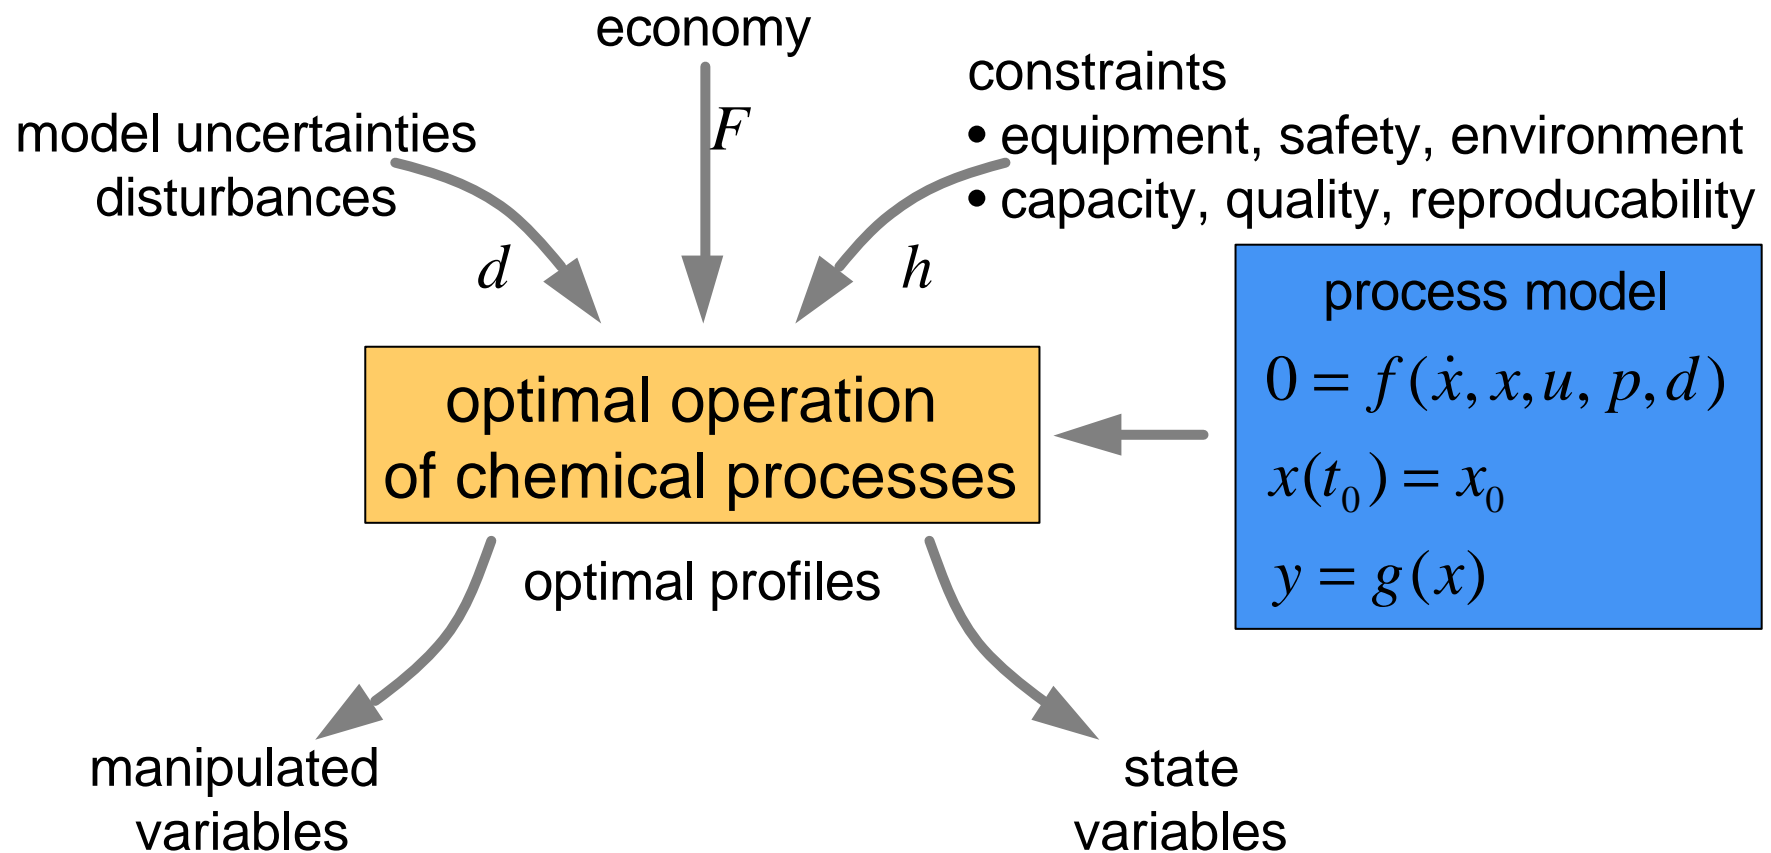 economy
F
model uncertainties
disturbances
d
constraints
• equipment, safety, environment
• capacity, quality, reproducability
h
process model
0 = f(ẋ, x, u, p, d)
x(t₀) = x₀
y = g(x)
optimal operation
of chemical processes
optimal profiles
manipulated
variables
state
variables